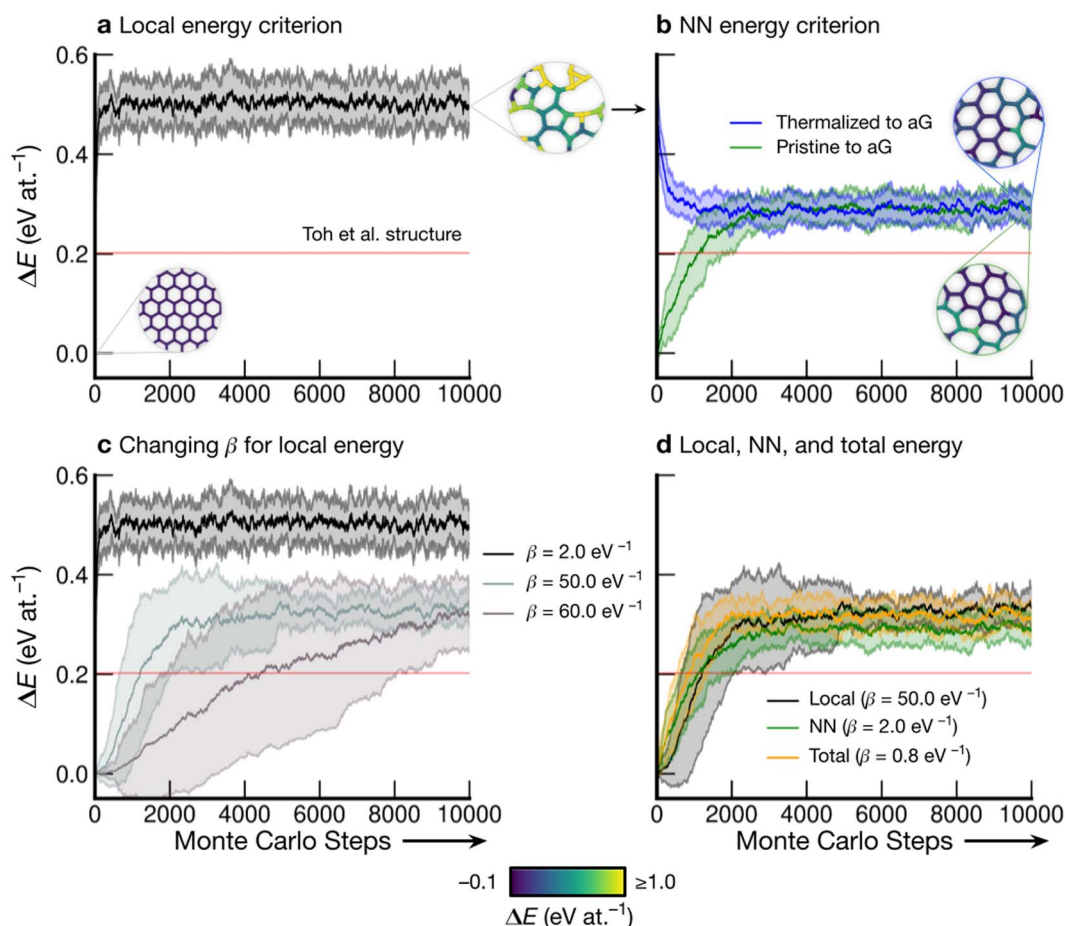 a Local energy criterion
0.6
0.4
0.2
0.0
ΔE (eV at.⁻¹)
Toh et al. structure
0 2000 4000 6000 8000 10000
b NN energy criterion
Thermalized to aG
Pristine to aG
0 2000 4000 6000 8000 10000
c Changing β for local energy
0.6
0.4
0.2
0.0
ΔE (eV at.⁻¹)
β = 2.0 eV⁻¹
β = 50.0 eV⁻¹
β = 60.0 eV⁻¹
0 2000 4000 6000 8000 10000
Monte Carlo Steps
d Local, NN, and total energy
Local (β = 50.0 eV⁻¹)
NN (β = 2.0 eV⁻¹)
Total (β = 0.8 eV⁻¹)
0 2000 4000 6000 8000 10000
Monte Carlo Steps
−0.1 ≥1.0
ΔE (eV at.⁻¹)